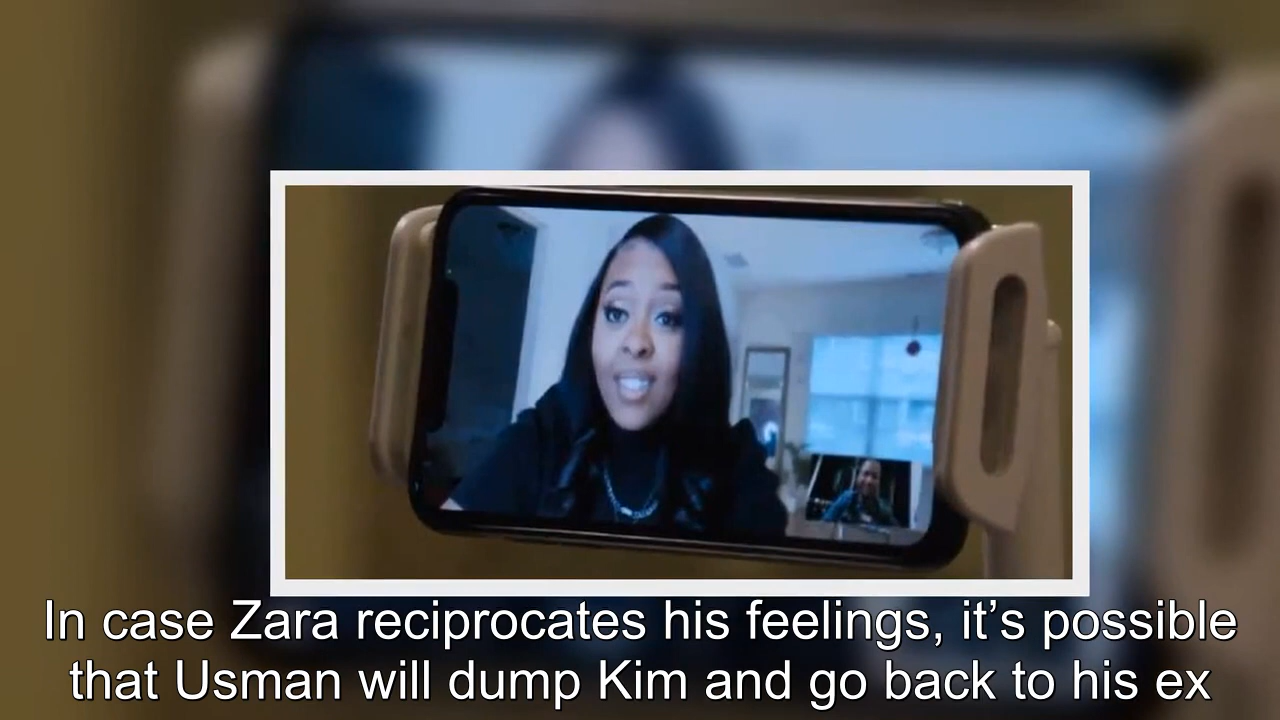 In case Zara reciprocates his feelings, it’s possible
that Usman will dump Kim and go back to his ex